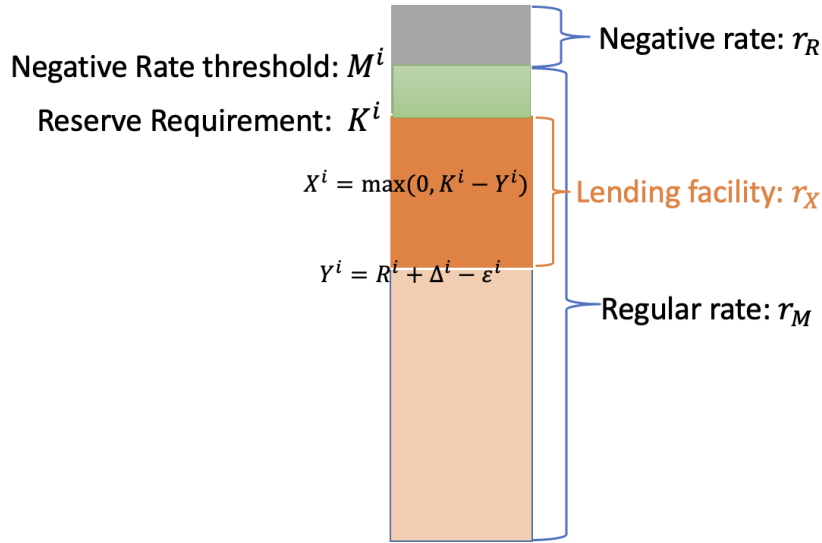 Negative rate: r_R
Negative Rate threshold: M^i
Reserve Requirement: K^i
X^i = max(0, K^i − Y^i)
Lending facility: r_X
Y^i = R^i + Δ^i − ε^i
Regular rate: r_M